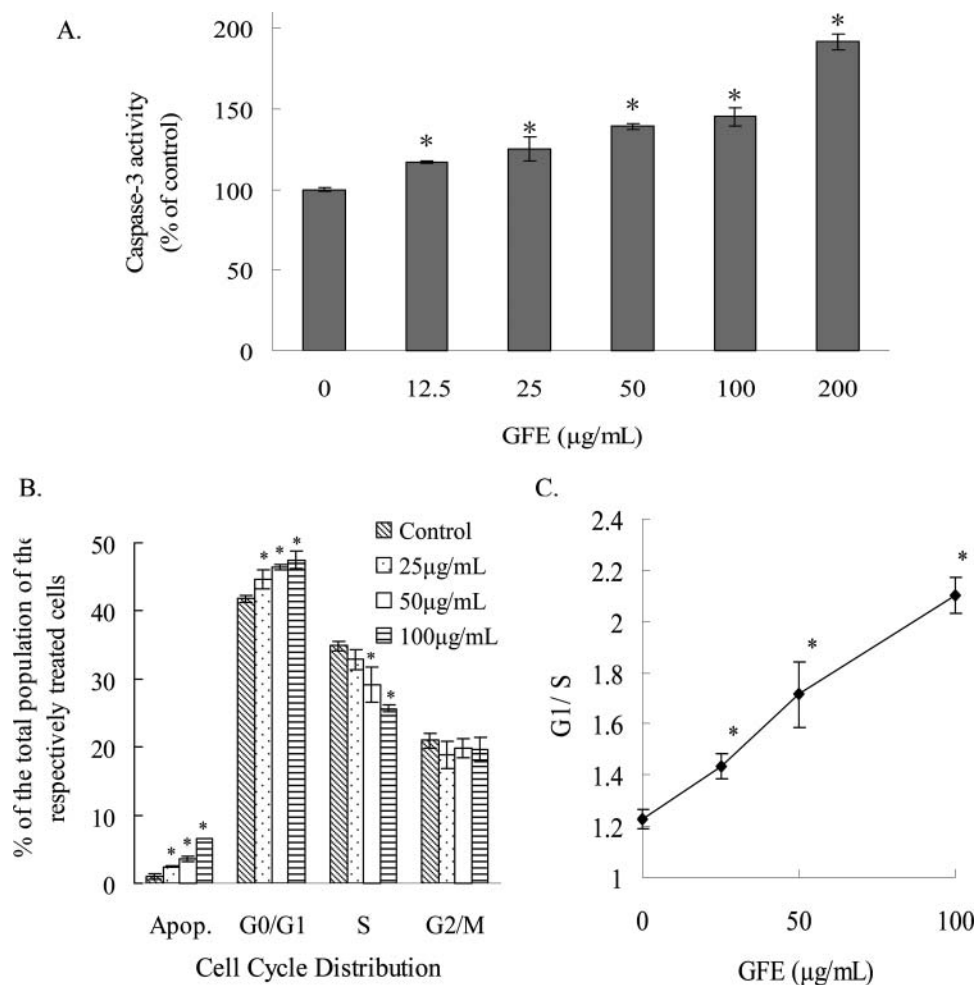 A.
Caspase-3 activity
(% of control)
200
150
100
50
0
*
*
*
*
*
0 12.5 25 50 100 200
GFE (μg/mL)
B.
% of the total population of the
respectively treated cells
50
40
30
20
10
0
Control
25μg/mL
50μg/mL
100μg/mL
* * *
* * *
* *
Apop. G0/G1 S G2/M
Cell Cycle Distribution
C.
G1/ S
2.4
2.2
2
1.8
1.6
1.4
1.2
1
*
*
*
0 50 100
GFE (μg/mL)